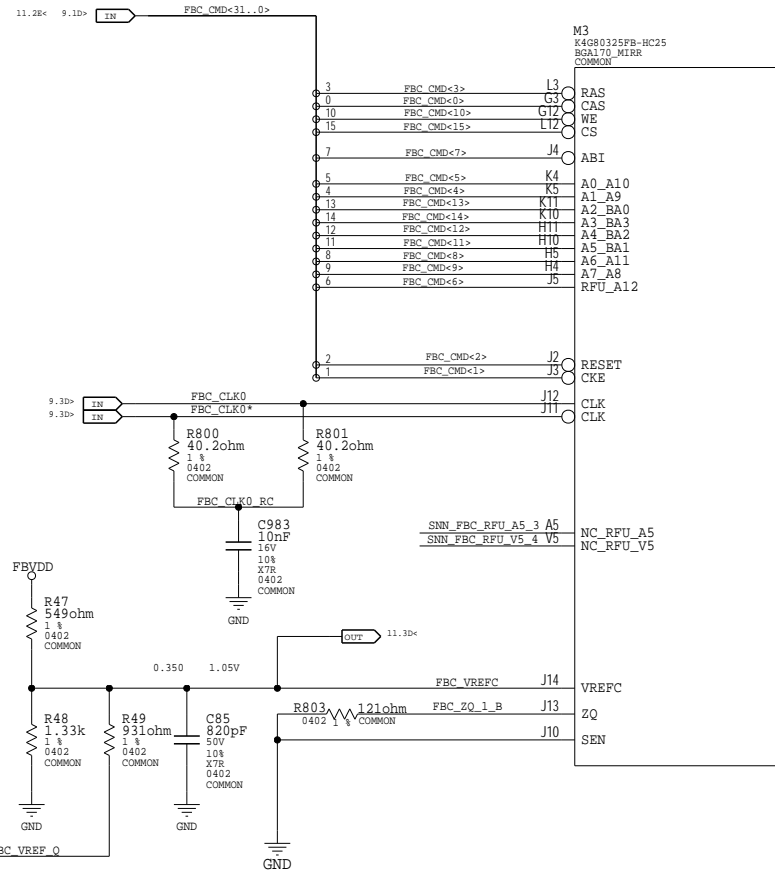 11.2E< 9.1D> IN FBC_CMD<31..0>
M3
K4G80325FB-HC25
BGA170_MIRR
COMMON
3 FBC_CMD<3> L3 RAS
0 FBC_CMD<0> G3 CAS
10 FBC_CMD<10> G12 WE
15 FBC_CMD<15> L12 CS
7 FBC_CMD<7> J4 ABI
5 FBC_CMD<5> K4 A0_A10
4 FBC_CMD<4> K5 A1_A9
13 FBC_CMD<13> K11 A2_BA0
14 FBC_CMD<14> K10 A3_BA3
12 FBC_CMD<12> H11 A4_BA2
11 FBC_CMD<11> H10 A5_BA1
8 FBC_CMD<8> H5 A6_A11
9 FBC_CMD<9> H4 A7_A8
6 FBC_CMD<6> J5 RFU_A12
2 FBC_CMD<2> J2 RESET
1 FBC_CMD<1> J3 CKE
9.3D> IN FBC_CLK0 J12 CLK
9.3D> IN FBC_CLK0* J11 CLK
R800
40.2ohm
1 %
0402
COMMON
R801
40.2ohm
1 %
0402
COMMON
FBC_CLK0_RC
C983
10nF
16V
10%
X7R
0402
COMMON
GND
SNN_FBC_RFU_A5_3 A5 NC_RFU_A5
SNN_FBC_RFU_V5_4 V5 NC_RFU_V5
FBVDD
R47
549ohm
1 %
0402
COMMON
OUT 11.3D<
0.350 1.05V
FBC_VREFC J14 VREFC
R803 121ohm FBC_ZQ_1_B J13 ZQ
0402 1 % COMMON
J10 SEN
R48
1.33k
1 %
0402
COMMON
R49
931ohm
1 %
0402
COMMON
C85
820pF
50V
10%
X7R
0402
COMMON
GND
GND
GND
BC_VREF_Q